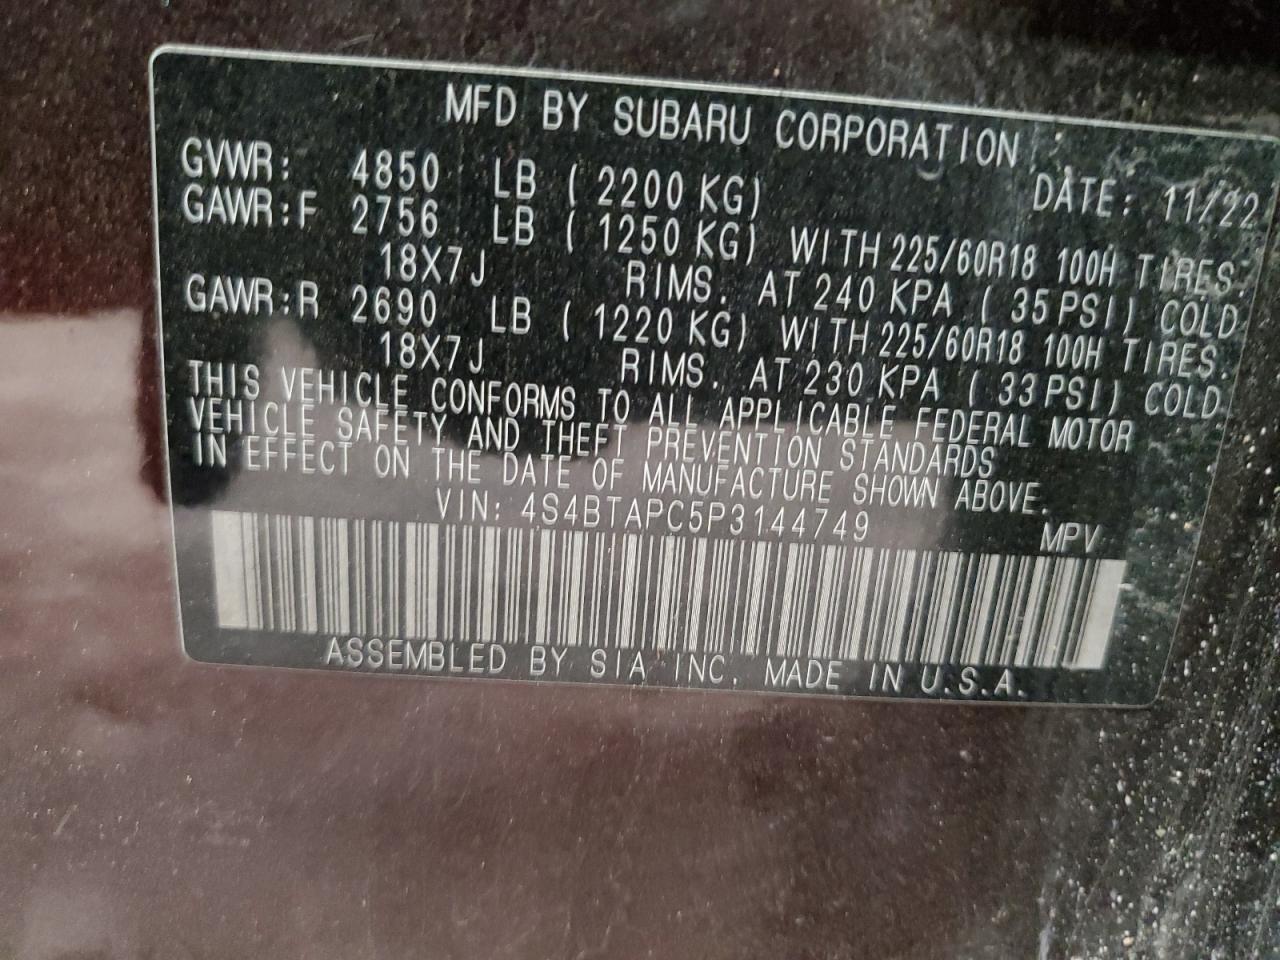 MFD BY SUBARU CORPORATION
GVWR: 4850 LB ( 2200 KG) DATE: 11/22
GAWR:F 2756 LB ( 1250 KG) WITH 225/60R18 100H TIRES.
18X7J RIMS. AT 240 KPA ( 35 PSI) COLD
GAWR:R 2690 LB ( 1220 KG) WITH 225/60R18 100H TIRES.
18X7J RIMS. AT 230 KPA ( 33 PSI) COLD
THIS VEHICLE CONFORMS TO ALL APPLICABLE FEDERAL MOTOR
VEHICLE SAFETY AND THEFT PREVENTION STANDARDS
IN EFFECT ON THE DATE OF MANUFACTURE SHOWN ABOVE.
VIN: 4S4BTAPC5P3144749 MPV
ASSEMBLED BY SIA INC. MADE IN U.S.A.